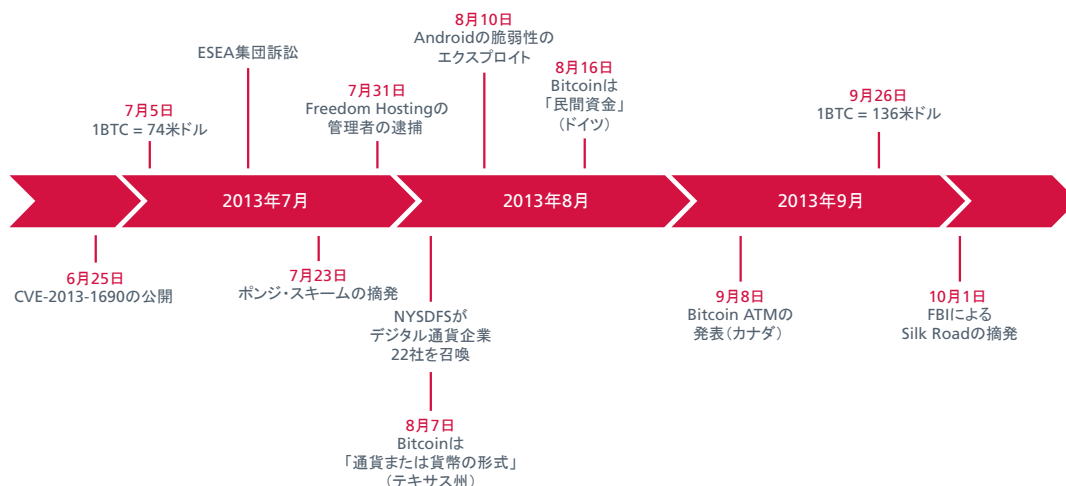 ESEA集団訴訟
7月5日
1BTC = 74米ドル
7月31日
Freedom Hostingの
管理者の逮捕
8月10日
Androidの脆弱性の
エクスプロイト
8月16日
Bitcoinは
「民間資金」
（ドイツ）
9月26日
1BTC = 136米ドル
2013年7月
2013年8月
2013年9月
6月25日
CVE-2013-1690の公開
7月23日
ポンジ・スキームの摘発
NYSDFSが
デジタル通貨企業
22社を召喚
8月7日
Bitcoinは
「通貨または貨幣の形式」
（テキサス州）
9月8日
Bitcoin ATMの
発表（カナダ）
10月1日
FBIによる
Silk Roadの摘発